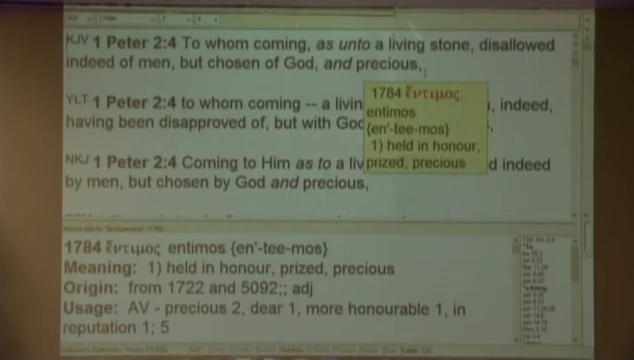 KJV 1 Peter 2:4 To whom coming, as unto a living stone, disallowed
indeed of men, but chosen of God, and precious,
YLT 1 Peter 2:4 to whom coming -- a livin , indeed,
having been disapproved of, but with God
NKJ 1 Peter 2:4 Coming to Him as to a liv d indeed
by men, but chosen by God and precious,
1784 ἔντιμος
entimos
{en'-tee-mos}
1) held in honour,
prized, precious
1784 ἔντιμος entimos {en'-tee-mos}
Meaning: 1) held in honour, prized, precious
Origin: from 1722 and 5092;; adj
Usage: AV - precious 2, dear 1, more honourable 1, in
reputation 1; 5